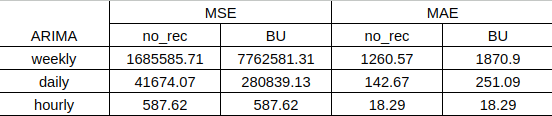 MSE MAE
ARIMA no_rec BU no_rec BU
weekly 1685585.71 7762581.31 1260.57 1870.9
daily 41674.07 280839.13 142.67 251.09
hourly 587.62 587.62 18.29 18.29